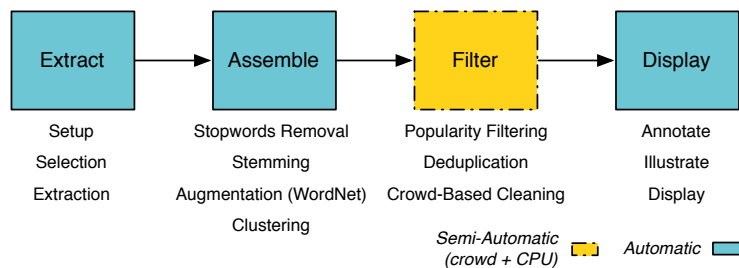 Extract
Assemble
Filter
Display
Setup
Selection
Extraction
Stopwords Removal
Stemming
Augmentation (WordNet)
Clustering
Popularity Filtering
Deduplication
Crowd-Based Cleaning
Annotate
Illustrate
Display
Semi-Automatic
(crowd + CPU)
Automatic